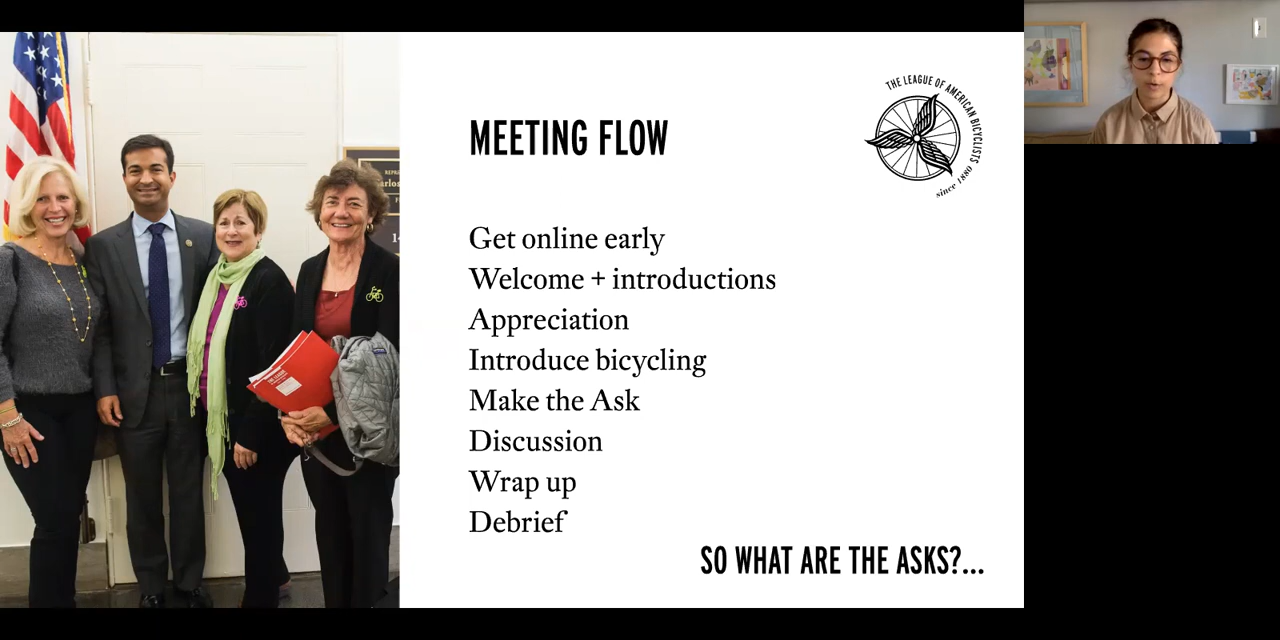 MEETING FLOW
THE LEAGUE OF AMERICAN BICYCLISTS
since 1880
Get online early
Welcome + introductions
Appreciation
Introduce bicycling
Make the Ask
Discussion
Wrap up
Debrief
SO WHAT ARE THE ASKS?...